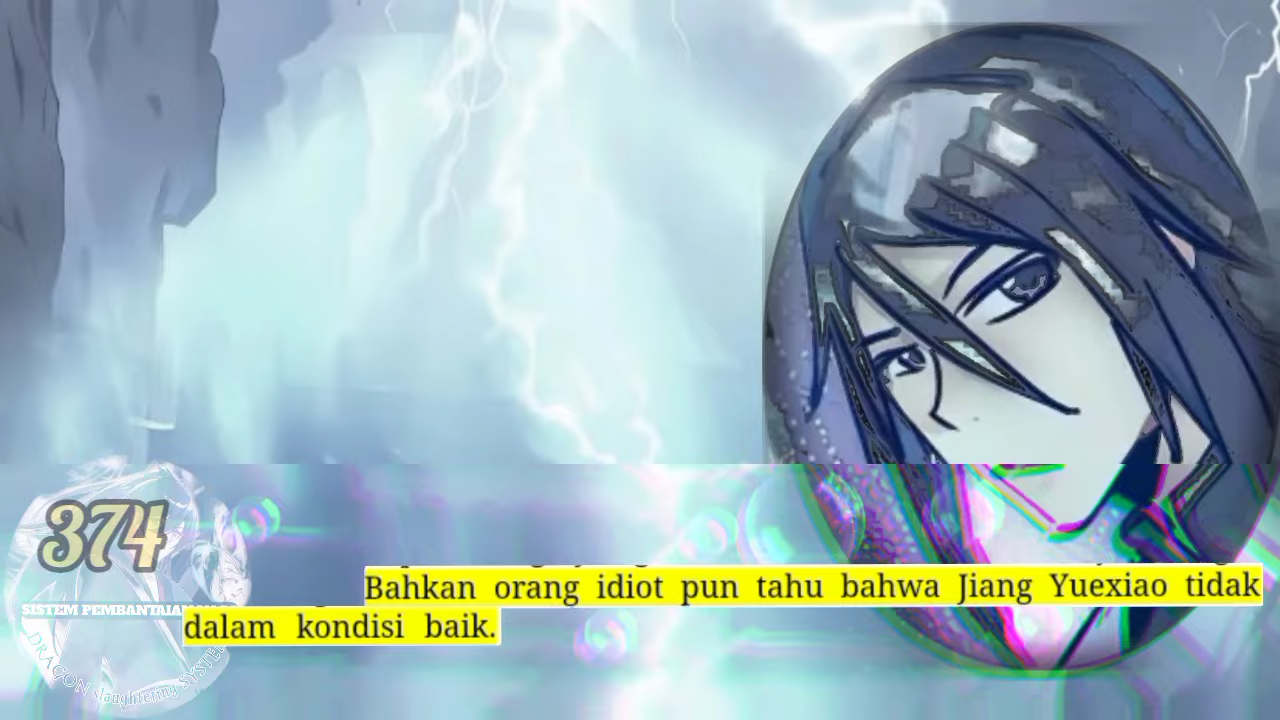 374
SISTEM PEMBANTAIAN
DRAGON slaughtering SYSTEM
Bahkan orang idiot pun tahu bahwa Jiang Yuexiao tidak
dalam kondisi baik.